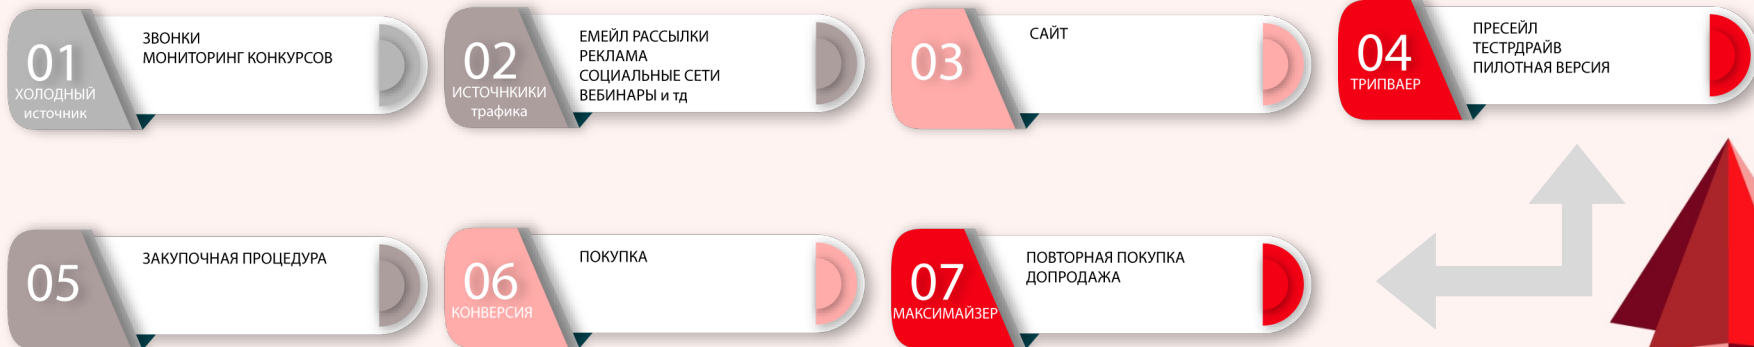 01
ХОЛОДНЫЙ
источник
ЗВОНКИ
МОНИТОРИНГ КОНКУРСОВ
02
ИСТОЧНКИКИ
трафика
ЕМЕЙЛ РАССЫЛКИ
РЕКЛАМА
СОЦИАЛЬНЫЕ СЕТИ
ВЕБИНАРЫ и тд
03
САЙТ
04
ТРИПВАЕР
ПРЕСЕЙЛ
ТЕСТРДРАЙВ
ПИЛОТНАЯ ВЕРСИЯ
05
ЗАКУПОЧНАЯ ПРОЦЕДУРА
06
КОНВЕРСИЯ
ПОКУПКА
07
МАКСИМАЙЗЕР
ПОВТОРНАЯ ПОКУПКА
ДОПРОДАЖА